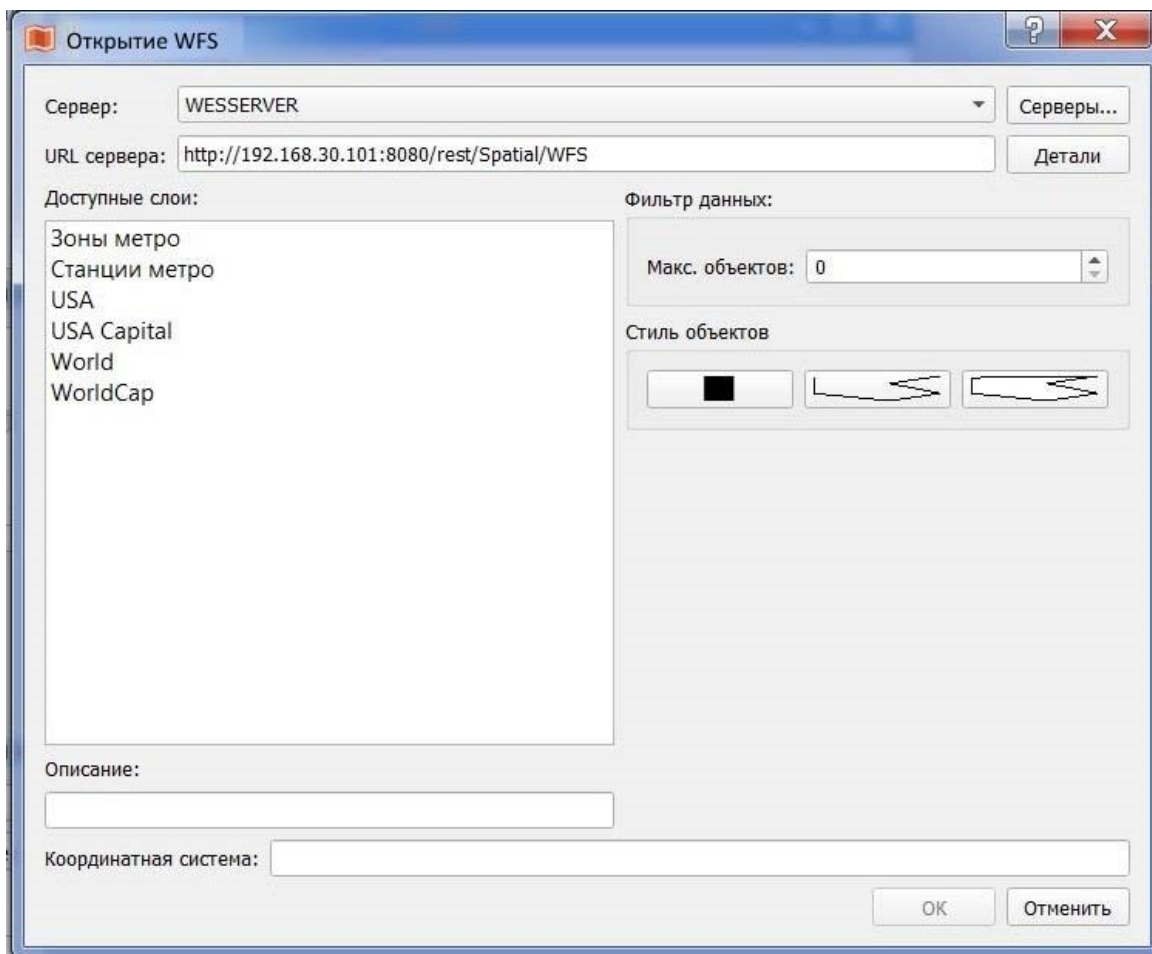 Открытие WFS
Сервер:
WESSERVER
Серверы...
URL сервера:
http://192.168.30.101:8080/rest/Spatial/WFS
Детали
Доступные слои:
Зоны метро
Станции метро
USA
USA Capital
World
WorldCap
Фильтр данных:
Макс. объектов:
0
Стиль объектов
Описание:
Координатная система:
OK
Отменить